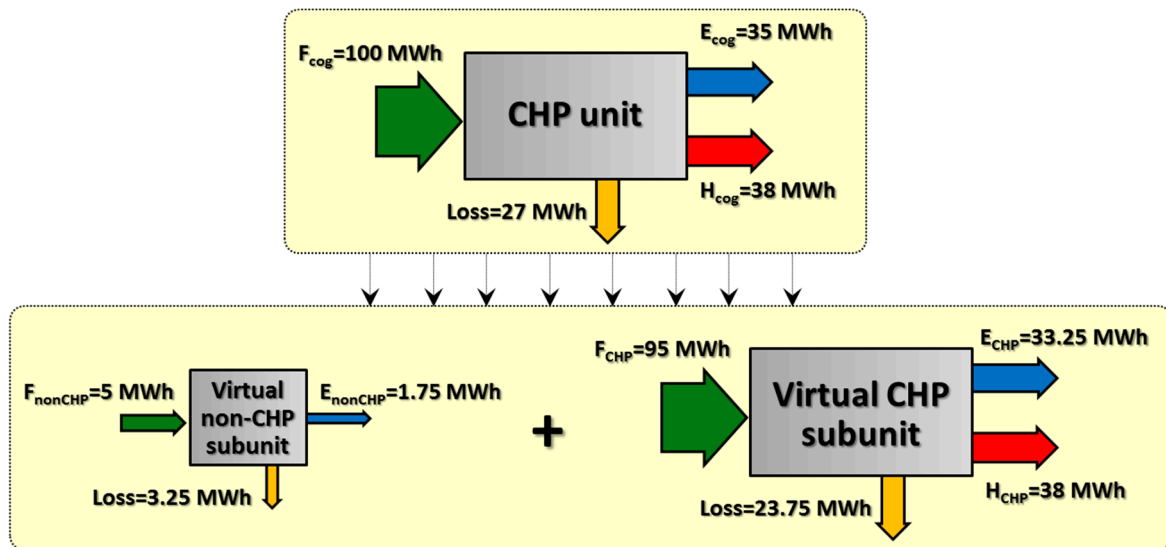 E_cog=35 MWh
F_cog=100 MWh
CHP unit
H_cog=38 MWh
Loss=27 MWh
E_CHP=33.25 MWh
F_CHP=95 MWh
F_nonCHP=5 MWh
Virtual
non-CHP
subunit
E_nonCHP=1.75 MWh
+
Virtual CHP
subunit
Loss=3.25 MWh
H_CHP=38 MWh
Loss=23.75 MWh